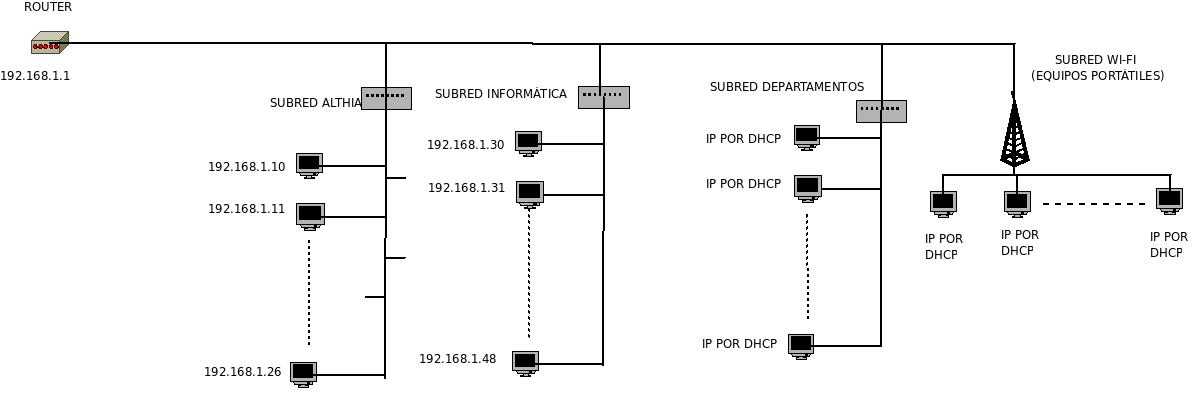 ROUTER
192.168.1.1
SUBRED ALTHIA
192.168.1.10
192.168.1.11
192.168.1.26
SUBRED INFORMÁTICA
192.168.1.30
192.168.1.31
192.168.1.48
SUBRED DEPARTAMENTOS
IP POR DHCP
IP POR DHCP
IP POR DHCP
SUBRED WI-FI
(EQUIPOS PORTÁTILES)
IP POR
DHCP
IP POR
DHCP
IP POR
DHCP